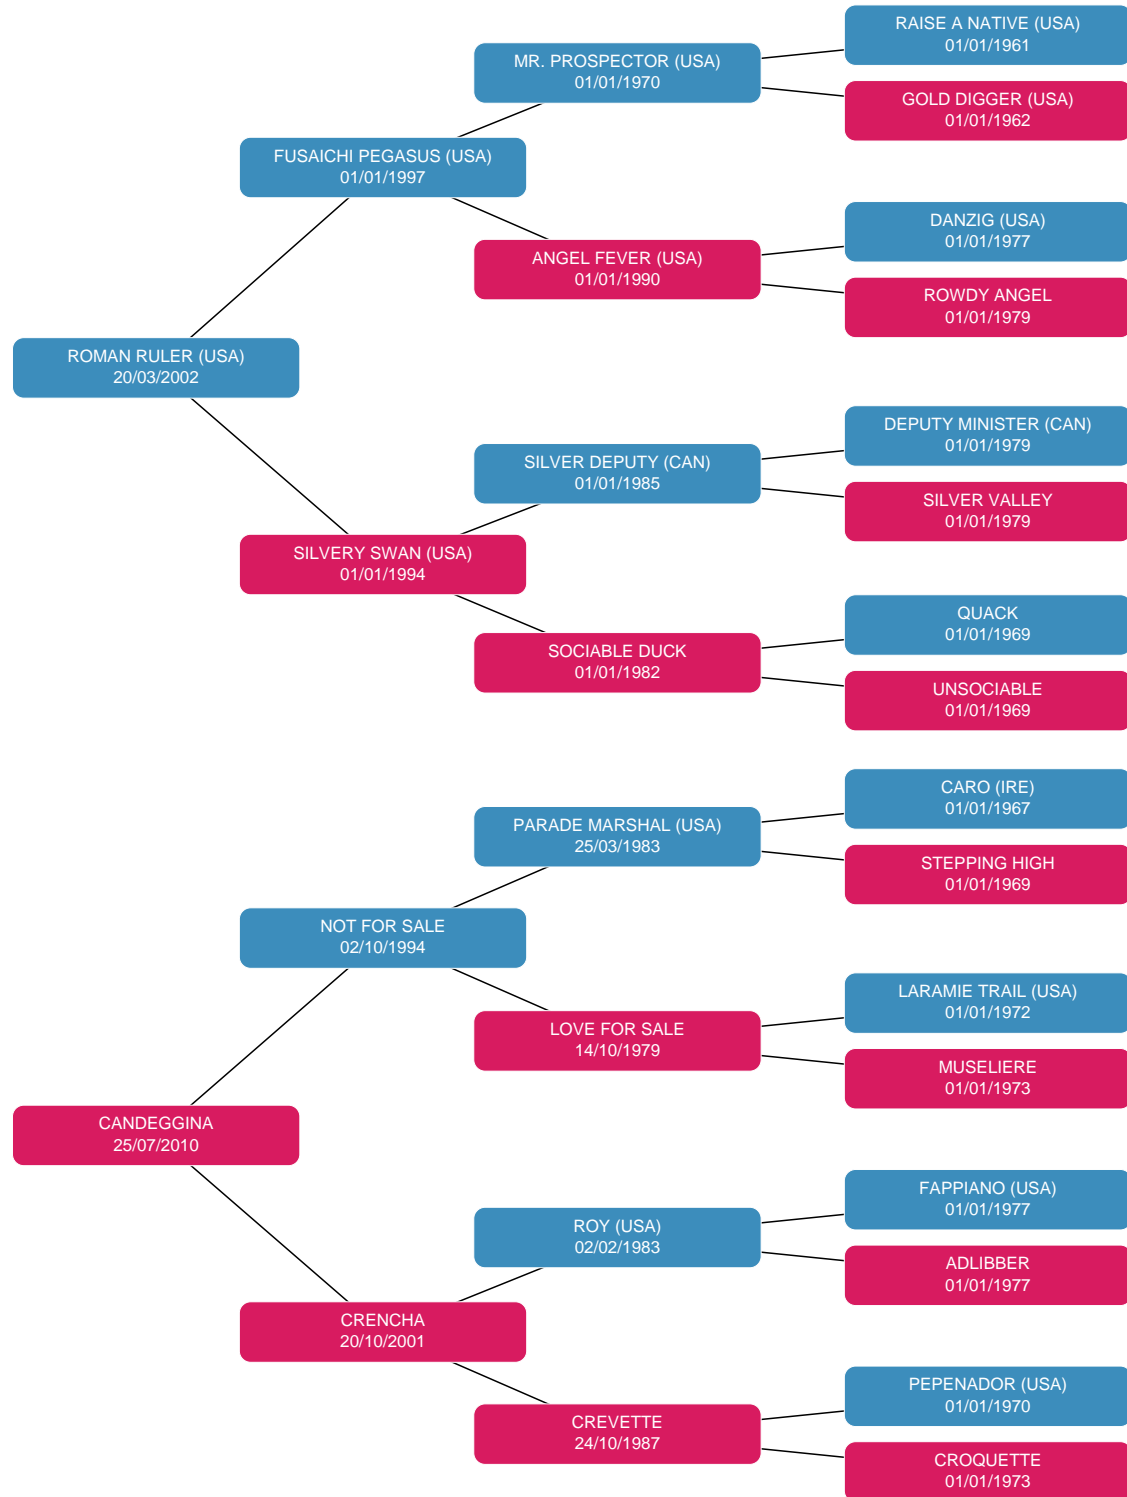 RAISE A NATIVE (USA)
01/01/1961
MR. PROSPECTOR (USA)
01/01/1970
GOLD DIGGER (USA)
01/01/1962
FUSAICHI PEGASUS (USA)
01/01/1997
DANZIG (USA)
01/01/1977
ANGEL FEVER (USA)
01/01/1990
ROWDY ANGEL
01/01/1979
ROMAN RULER (USA)
20/03/2002
DEPUTY MINISTER (CAN)
01/01/1979
SILVER DEPUTY (CAN)
01/01/1985
SILVER VALLEY
01/01/1979
SILVERY SWAN (USA)
01/01/1994
QUACK
01/01/1969
SOCIABLE DUCK
01/01/1982
UNSOCIABLE
01/01/1969
CARO (IRE)
01/01/1967
PARADE MARSHAL (USA)
25/03/1983
STEPPING HIGH
01/01/1969
NOT FOR SALE
02/10/1994
LARAMIE TRAIL (USA)
01/01/1972
LOVE FOR SALE
14/10/1979
MUSELIERE
01/01/1973
CANDEGGINA
25/07/2010
FAPPIANO (USA)
01/01/1977
ROY (USA)
02/02/1983
ADLIBBER
01/01/1977
CRENCHA
20/10/2001
PEPENADOR (USA)
01/01/1970
CREVETTE
24/10/1987
CROQUETTE
01/01/1973